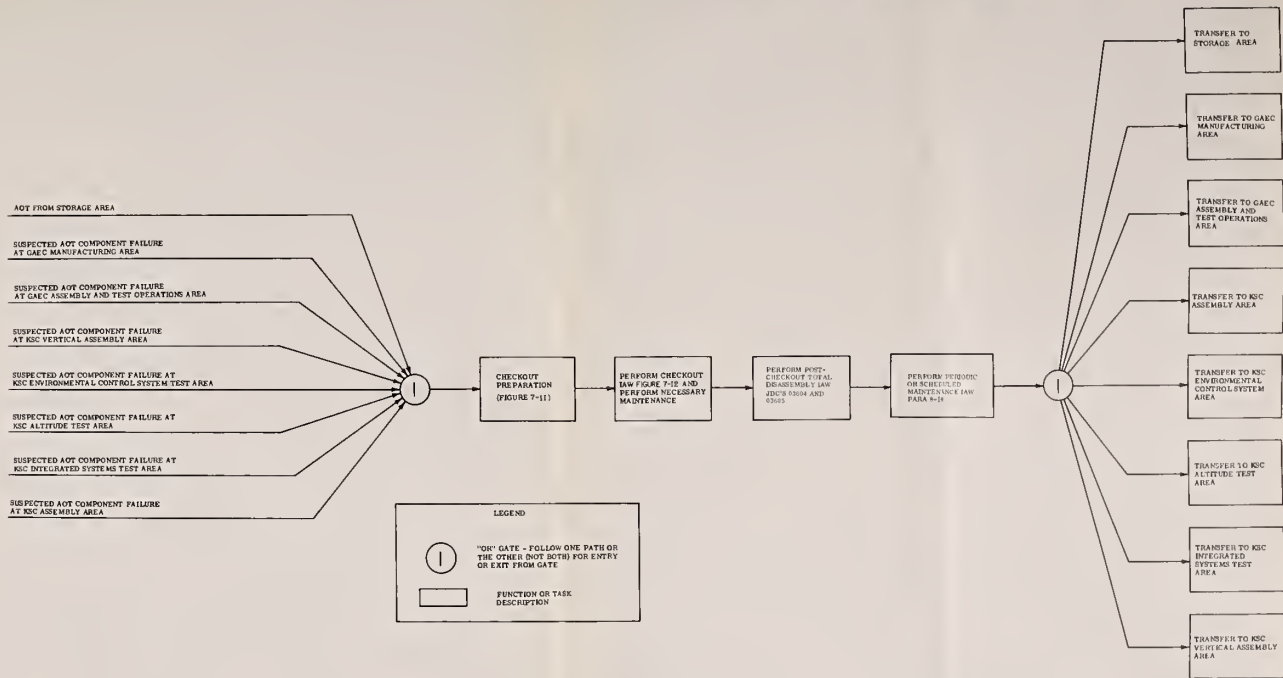 AOT FROM STORAGE AREA
SUSPECTED AOT COMPONENT FAILURE
AT GAEC MANUFACTURING AREA
SUSPECTED AOT COMPONENT FAILURE
AT GAEC ASSEMBLY AND TEST OPERATIONS AREA
SUSPECTED AOT COMPONENT FAILURE
AT KSC VERTICAL ASSEMBLY AREA
SUSPECTED AOT COMPONENT FAILURE AT
KSC ENVIRONMENTAL CONTROL SYSTEM TEST AREA
SUSPECTED AOT COMPONENT FAILURE AT
KSC ALTITUDE TEST AREA
SUSPECTED AOT COMPONENT FAILURE AT
KSC INTEGRATED SYSTEMS TEST AREA
SUSPECTED AOT COMPONENT FAILURE
AT KSC ASSEMBLY AREA
I
CHECKOUT
PREPARATION
(FIGURE 7-11)
PERFORM CHECKOUT
IAW FIGURE 7-12 AND
PERFORM NECESSARY
MAINTENANCE
PERFORM POST-
CHECKOUT TOTAL
DISASSEMBLY IAW
JDC'S 03694 AND
03685
PERFORM PERIODIC
OR SCHEDULED
MAINTENANCE IAW
PARA 8-14
I
TRANSFER TO
STORAGE AREA
TRANSFER TO GAEC
MANUFACTURING
AREA
TRANSFER TO GAEC
ASSEMBLY AND
TEST OPERATIONS
AREA
TRANSFER TO KSC
ASSEMBLY AREA
TRANSFER TO KSC
ENVIRONMENTAL
CONTROL SYSTEM
AREA
TRANSFER TO KSC
ALTITUDE TEST
AREA
TRANSFER TO KSC
INTEGRATED
SYSTEMS TEST
AREA
TRANSFER TO KSC
VERTICAL ASSEMBLY
AREA
LEGEND
I
"OR" GATE - FOLLOW ONE PATH OR
THE OTHER (NOT BOTH) FOR ENTRY
OR EXIT FROM GATE
FUNCTION OR TASK
DESCRIPTION